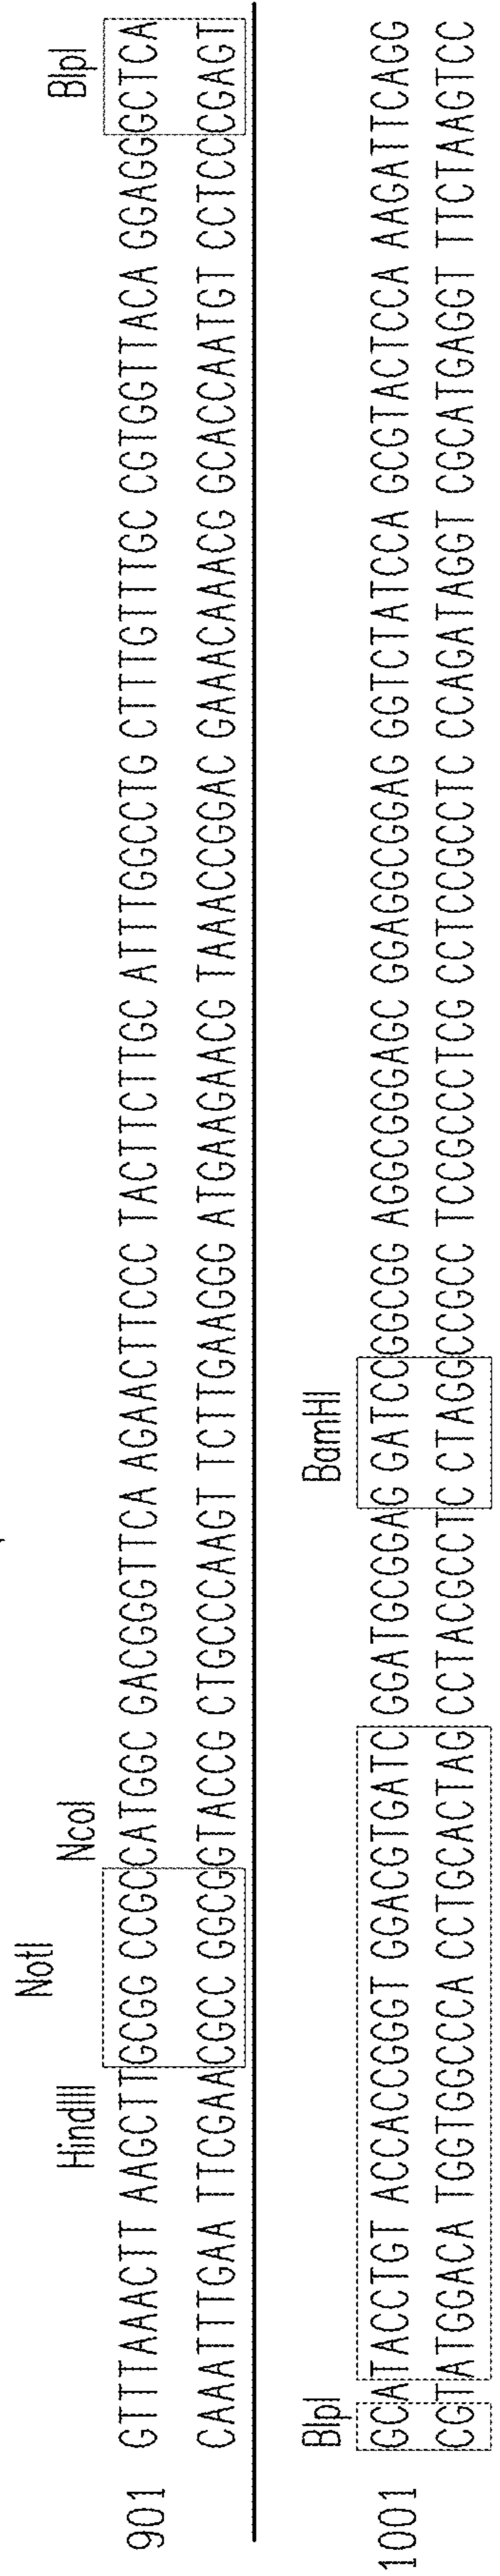 NotI
HindIII NcoI BlpI
901 GTTTAAACTT AAGCTTGCGG CCGCCATGGC GACGGGTTCA AGAACTTCCC TACTTCTTGC ATTTGGCCTG CTTTGTTTGC CGTGGTTACA GGAGGGCTCA
CAAATTTGAA TTCGAACGCC GGCGGTACCG CTGCCCAAGT TCTTGAAGGG ATGAAGAACG TAAACCGGAC GAAACAAACG GCACCAATGT CCTCCCGAGT
BlpI BamHI
1001 GCATACCTGT ACCACCGGGT GGACGTGATC GGATGCGGAG GATCCGGCGG AGGCGGGAGC GGAGGCGGAG GGTCTATCCA GCGTACTCCA AAGATTCAGG
CGTATGGACA TGGTGGCCCA CCTGCACTAG CCTACGCCTC CTAGGCCGCC TCCGCCCTCG CCTCCGCCTC CCAGATAGGT CGCATGAGGT TTCTAAGTCC